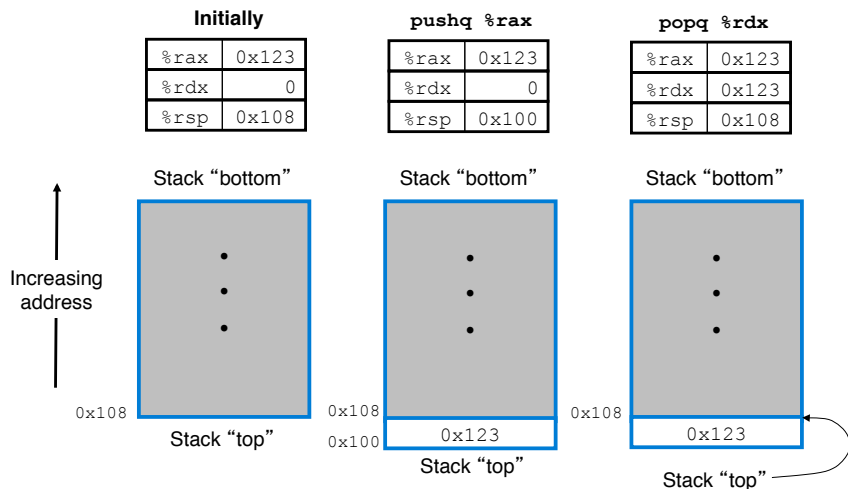 Initially
%rax 0x123
%rdx 0
%rsp 0x108
Stack “bottom”
Increasing
address
0x108
Stack “top”
pushq %rax
%rax 0x123
%rdx 0
%rsp 0x100
Stack “bottom”
0x108
0x100
0x123
Stack “top”
popq %rdx
%rax 0x123
%rdx 0x123
%rsp 0x108
Stack “bottom”
0x108
0x123
Stack “top”